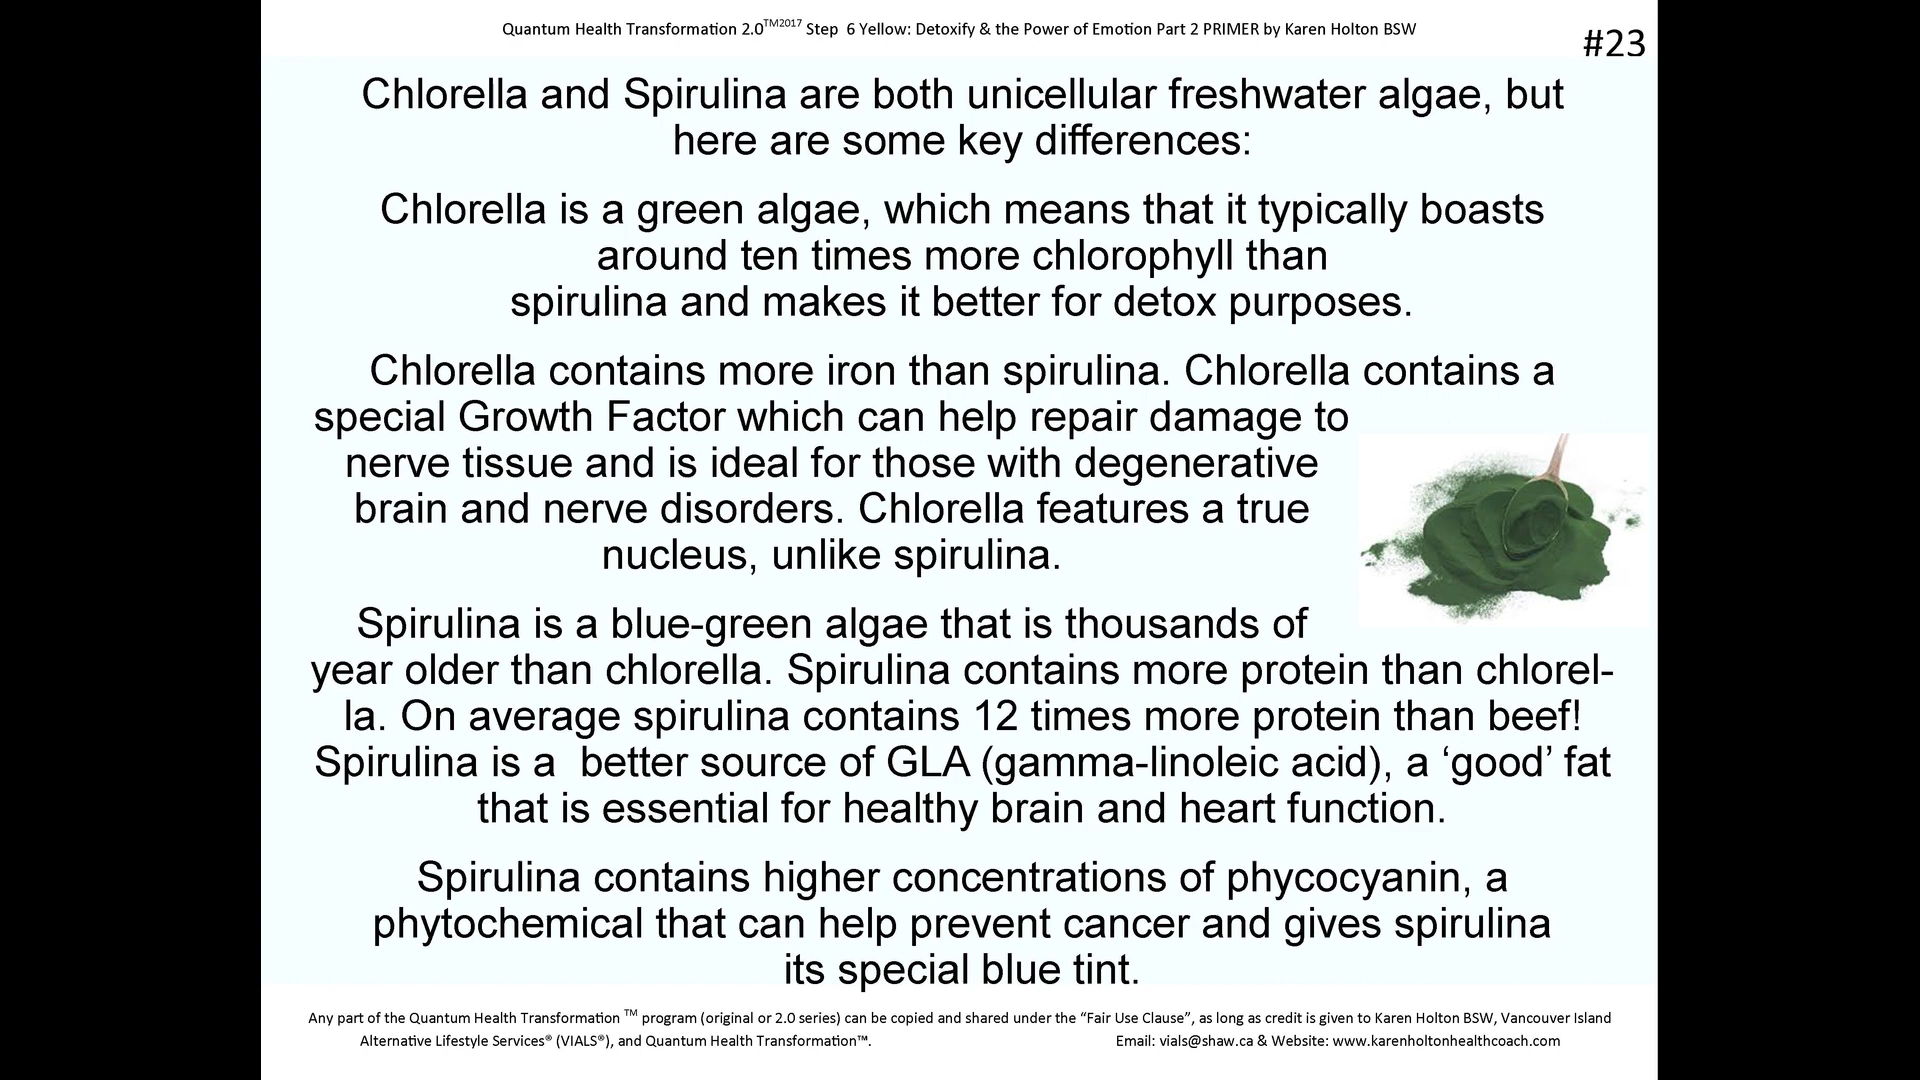 Quantum Health Transformation 2.0TM2017 Step  6 Yellow: Detoxify & the Power of Emotion Part 2 PRIMER by Karen Holton BSW
#23
Chlorella and Spirulina are both unicellular freshwater algae, but
here are some key differences:
Chlorella is a green algae, which means that it typically boasts
around ten times more chlorophyll than
spirulina and makes it better for detox purposes.
Chlorella contains more iron than spirulina. Chlorella contains a
special Growth Factor which can help repair damage to
nerve tissue and is ideal for those with degenerative
brain and nerve disorders. Chlorella features a true
nucleus, unlike spirulina.
Spirulina is a blue-green algae that is thousands of
year older than chlorella. Spirulina contains more protein than chlorel-
la. On average spirulina contains 12 times more protein than beef!
Spirulina is a  better source of GLA (gamma-linoleic acid), a ‘good’ fat
that is essential for healthy brain and heart function.
Spirulina contains higher concentrations of phycocyanin, a
phytochemical that can help prevent cancer and gives spirulina
its special blue tint.
Any part of the Quantum Health Transformation TM program (original or 2.0 series) can be copied and shared under the “Fair Use Clause”, as long as credit is given to Karen Holton BSW, Vancouver Island
Alternative Lifestyle Services® (VIALS®), and Quantum Health Transformation™. Email: vials@shaw.ca & Website: www.karenholtonhealthcoach.com